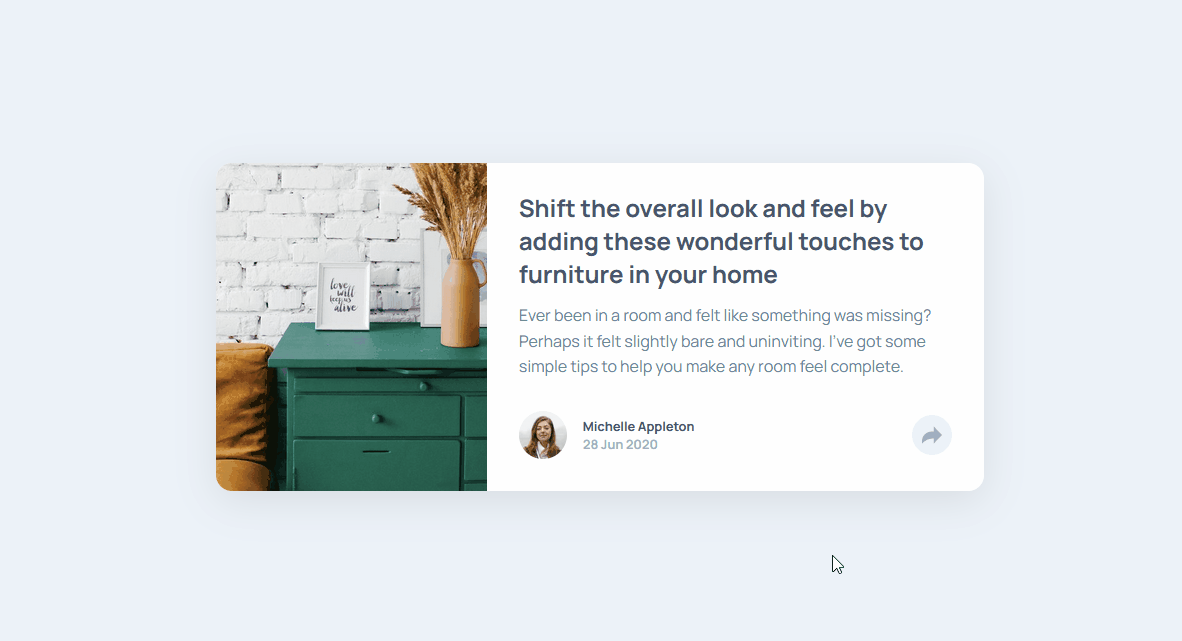 love
will
keep us
alive
Shift the overall look and feel by
adding these wonderful touches to
furniture in your home
Ever been in a room and felt like something was missing?
Perhaps it felt slightly bare and uninviting. I’ve got some
simple tips to help you make any room feel complete.
Michelle Appleton
28 Jun 2020